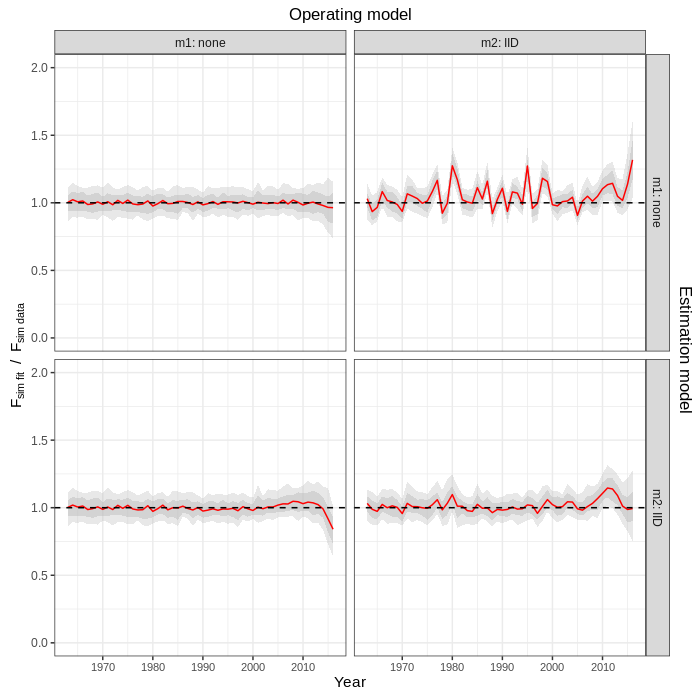 Operating model
m1: none
m2: IID
2.0
1.5
1.0
0.5
0.0
m1: none
2.0
1.5
1.0
0.5
0.0
m2: IID
F sim fit / F sim data
Estimation model
1970 1980 1990 2000 2010
1970 1980 1990 2000 2010
Year